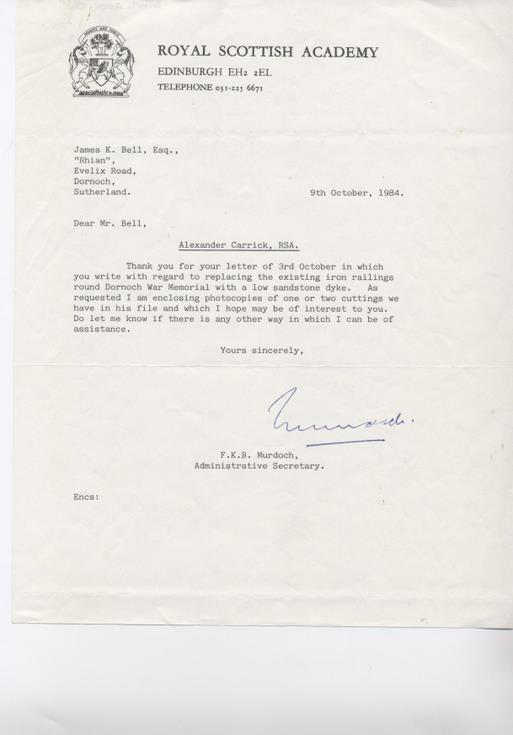 ROYAL SCOTTISH ACADEMY
EDINBURGH EH2 2EL
TELEPHONE 031-225 6671
James K. Bell, Esq.,
"Rhian",
Evelix Road,
Dornoch,
Sutherland.
9th October, 1984.
Dear Mr. Bell,
Alexander Carrick, RSA.
Thank you for your letter of 3rd October in which
you write with regard to replacing the existing iron railings
round Dornoch War Memorial with a low sandstone dyke. As
requested I am enclosing photocopies of one or two cuttings we
have in his file and which I hope may be of interest to you.
Do let me know if there is any other way in which I can be of
assistance.
Yours sincerely,
F.K.B. Murdoch,
Administrative Secretary.
Encs: